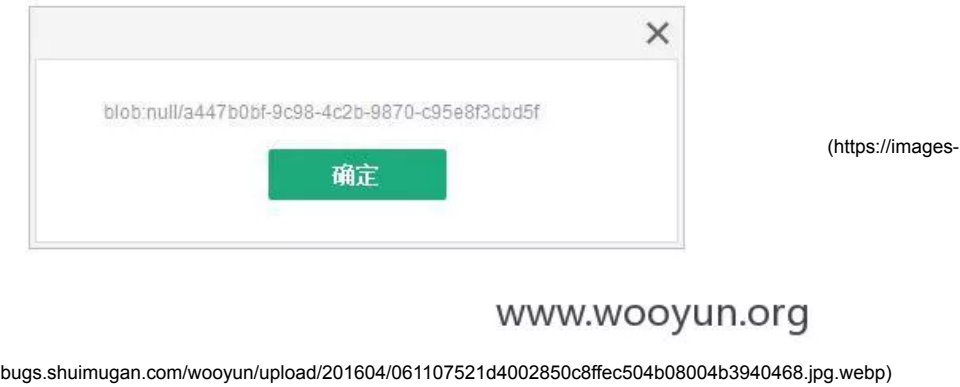 blob:null/a447b0bf-9c98-4c2b-9870-c95e8f3cbd5f
确定
(https://images-
www.wooyun.org
bugs.shuimugan.com/wooyun/upload/201604/061107521d4002850c8ffec504b08004b3940468.jpg.webp)